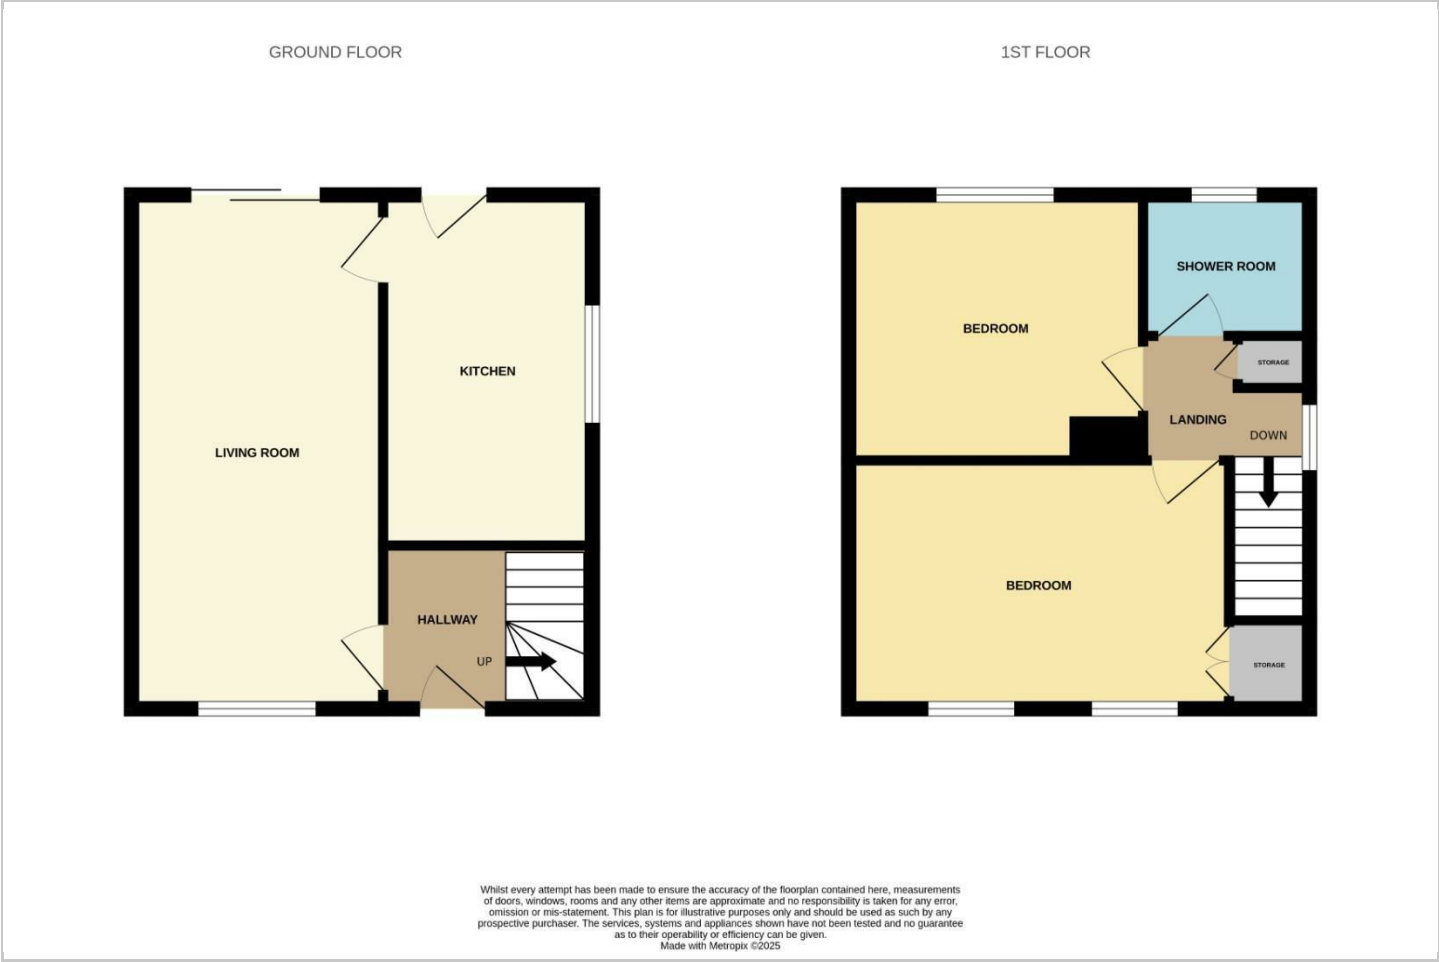 GROUND FLOOR
1ST FLOOR
LIVING ROOM
KITCHEN
HALLWAY
UP
BEDROOM
SHOWER ROOM
STORAGE
LANDING
DOWN
BEDROOM
STORAGE
Whilst every attempt has been made to ensure the accuracy of the floorplan contained here, measurements
of doors, windows, rooms and any other items are approximate and no responsibility is taken for any error,
omission or mis-statement. This plan is for illustrative purposes only and should be used as such by any
prospective purchaser. The services, systems and appliances shown have not been tested and no guarantee
as to their operability or efficiency can be given.
Made with Metropix ©2025